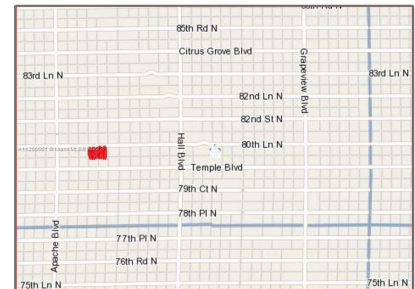 85th Rd N
Citrus Grove Blvd
83rd Ln N
83rd Ln N
Grapeview Blvd
82nd Ln N
82nd St N
Hall Blvd
80th Ln N
Temple Blvd
79th Ct N
78th Pl N
Apache Blvd
77th Pl N
76th Rd N
75th Ln N
75th Ln N